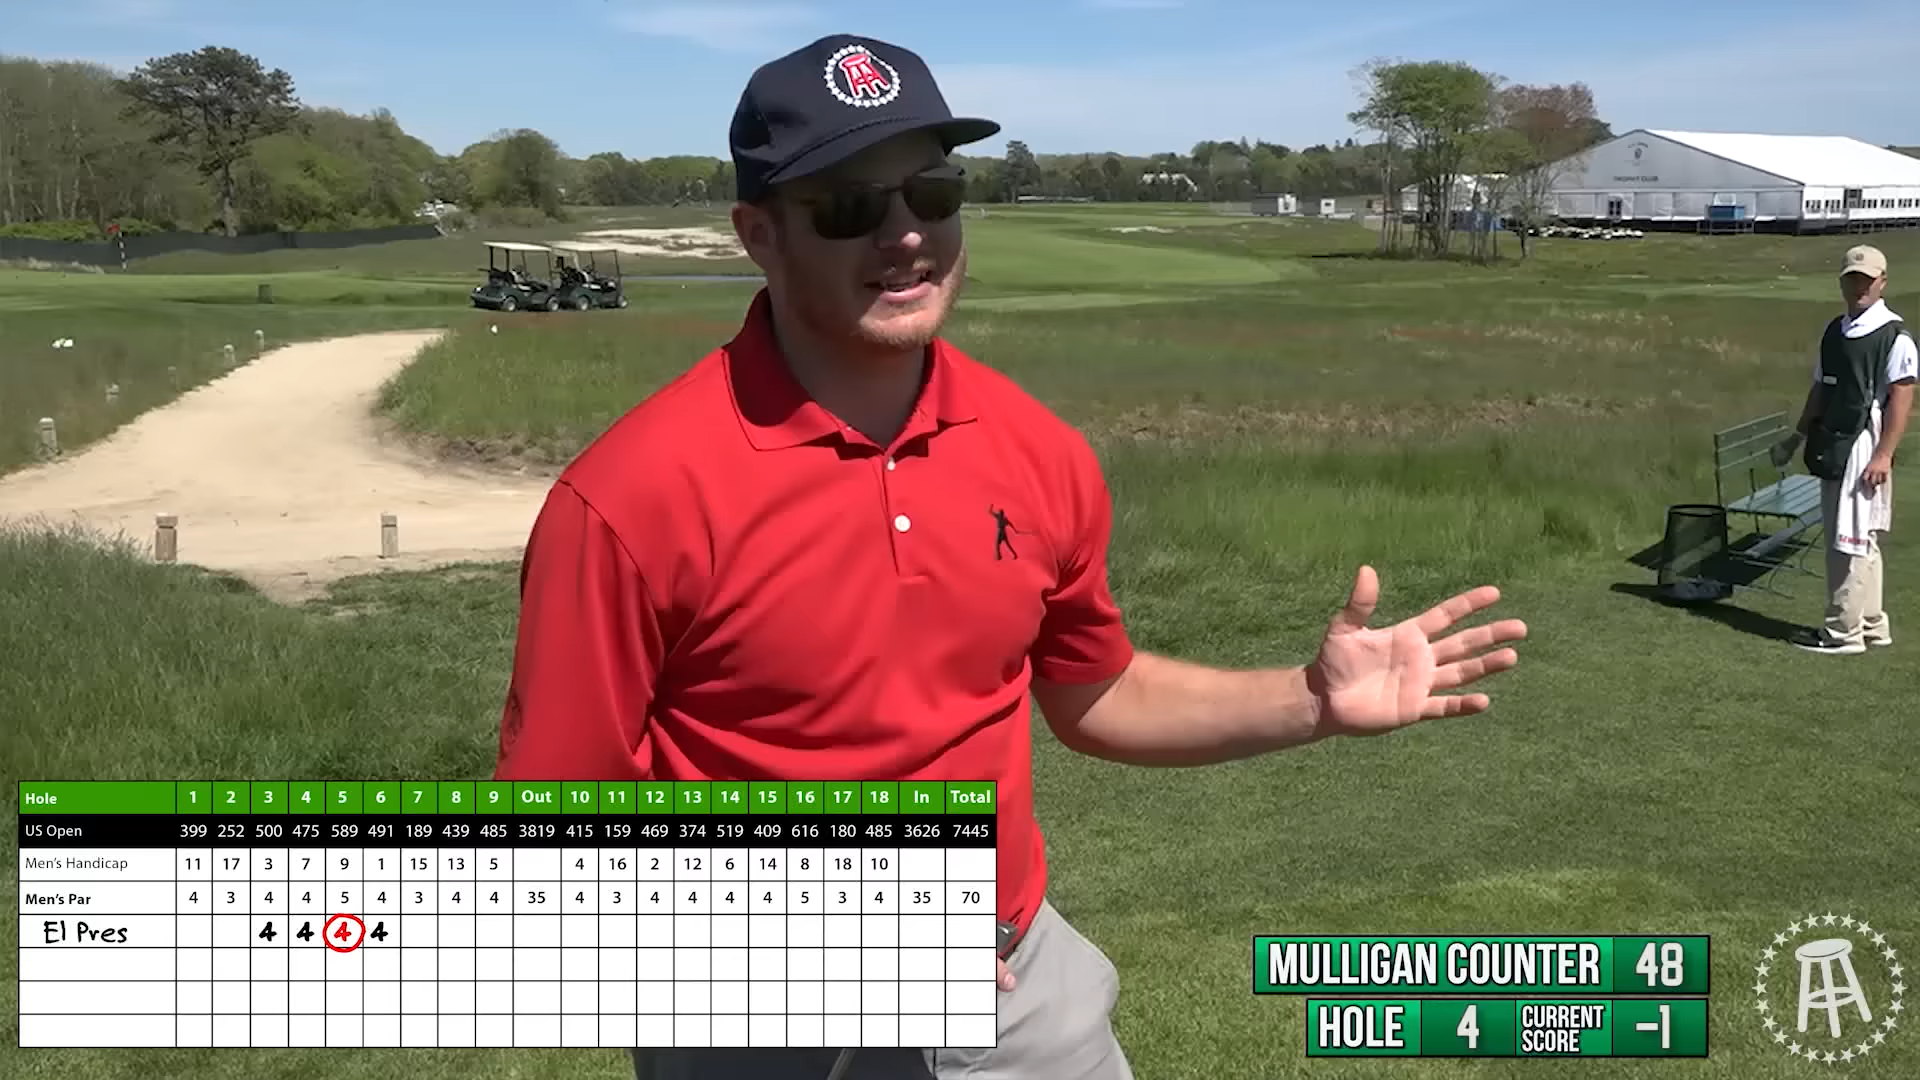 TROPHY CLUB
Hole 1 2 3 4 5 6 7 8 9 Out 10 11 12 13 14 15 16 17 18 In Total
US Open 399 252 500 475 589 491 189 439 485 3819 415 159 469 374 519 409 616 180 485 3626 7445
Men's Handicap 11 17 3 7 9 1 15 13 5 4 16 2 12 6 14 8 18 10
Men's Par 4 3 4 4 5 4 3 4 4 35 4 3 4 4 4 4 5 3 4 35 70
El Pres 4 4 4 4
MULLIGAN COUNTER 48
HOLE 4 CURRENT SCORE -1